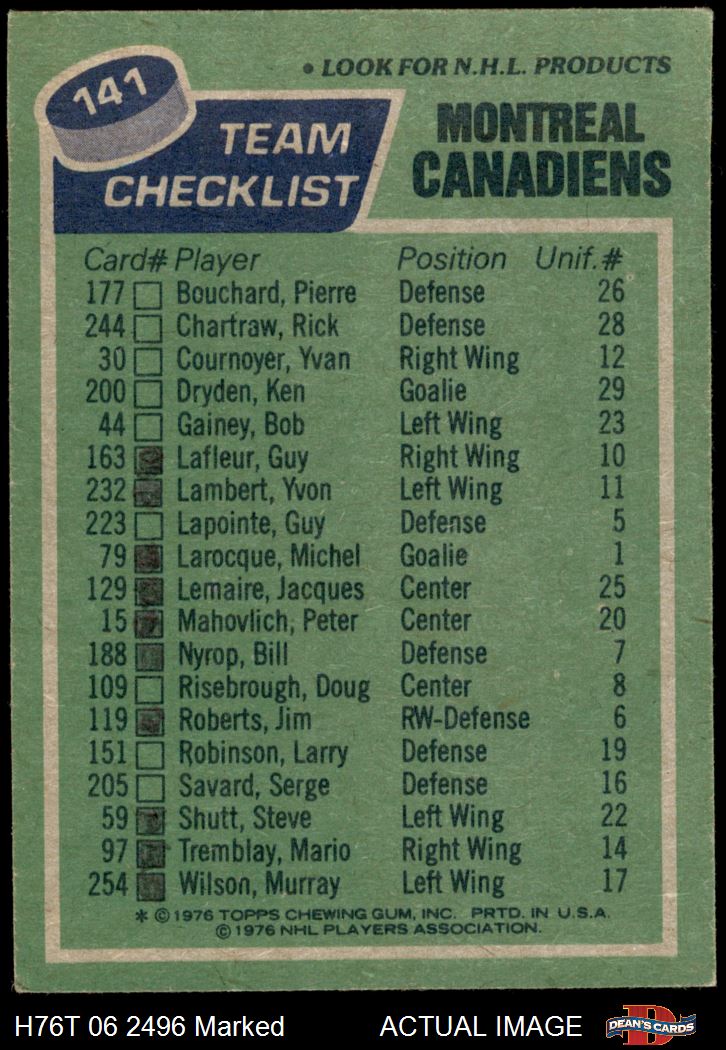 141
• LOOK FOR N.H.L. PRODUCTS
TEAM CHECKLIST
MONTREAL CANADIENS
Card# Player Position Unif.#
177 Bouchard, Pierre Defense 26
244 Chartraw, Rick Defense 28
30 Cournoyer, Yvan Right Wing 12
200 Dryden, Ken Goalie 29
44 Gainey, Bob Left Wing 23
163 Lafleur, Guy Right Wing 10
232 Lambert, Yvon Left Wing 11
223 Lapointe, Guy Defense 5
79 Larocque, Michel Goalie 1
129 Lemaire, Jacques Center 25
15 Mahovlich, Peter Center 20
188 Nyrop, Bill Defense 7
109 Risebrough, Doug Center 8
119 Roberts, Jim RW-Defense 6
151 Robinson, Larry Defense 19
205 Savard, Serge Defense 16
59 Shutt, Steve Left Wing 22
97 Tremblay, Mario Right Wing 14
254 Wilson, Murray Left Wing 17
* © 1976 TOPPS CHEWING GUM, INC. PRTD. IN U.S.A.
© 1976 NHL PLAYERS ASSOCIATION.
H76T 06 2496 Marked ACTUAL IMAGE
D
DEAN'S CARDS